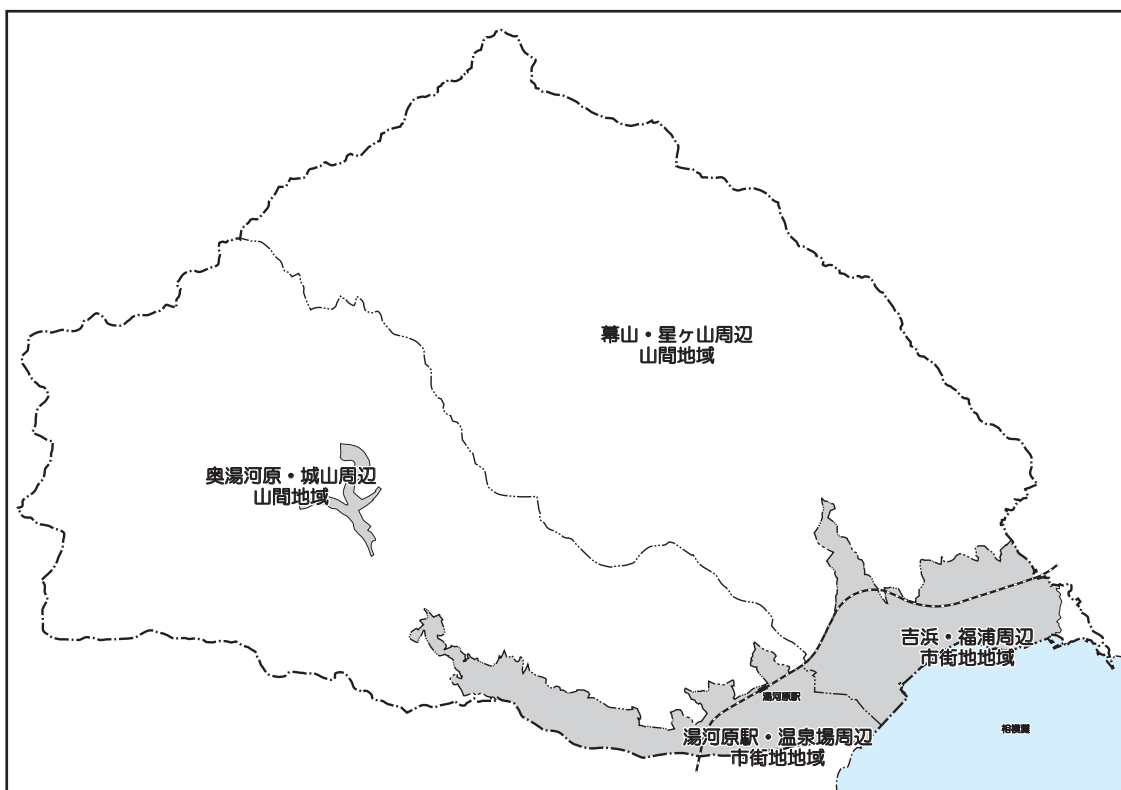 幕山・星ヶ山周辺
山間地域
奥湯河原・城山周辺
山間地域
吉浜・福浦周辺
市街地地域
湯河原駅
湯河原駅・温泉場周辺
市街地地域
相模灘